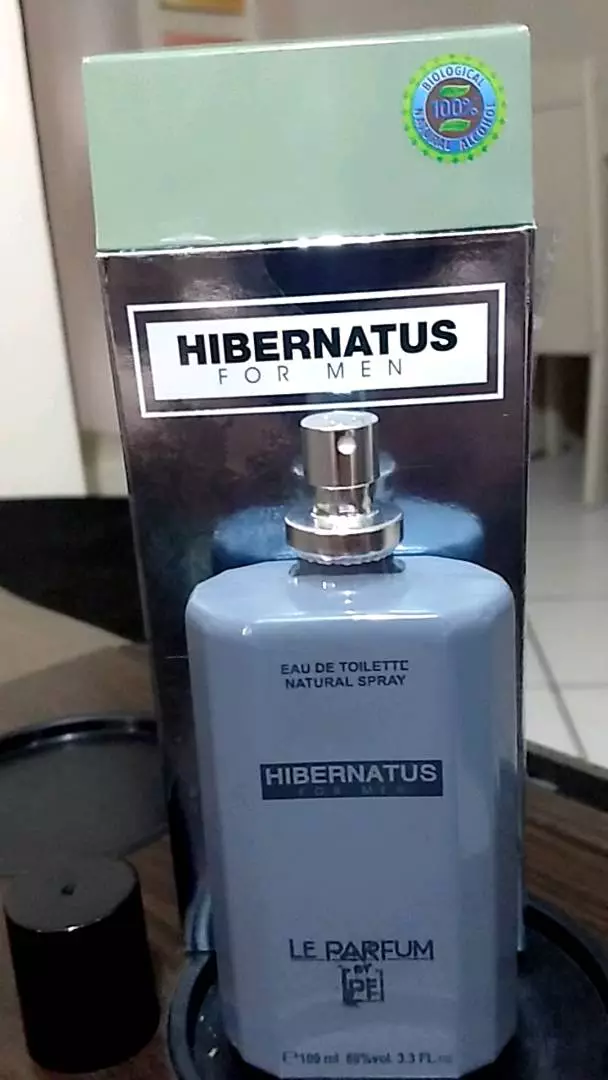 BIOLOGICAL
100%
NATURAL ALCOHOL
HIBERNATUS
FOR MEN
EAU DE TOILETTE
NATURAL SPRAY
HIBERNATUS
FOR MEN
LE PARFUM
BY
PE
100 ml 80%vol 3.3 FL.